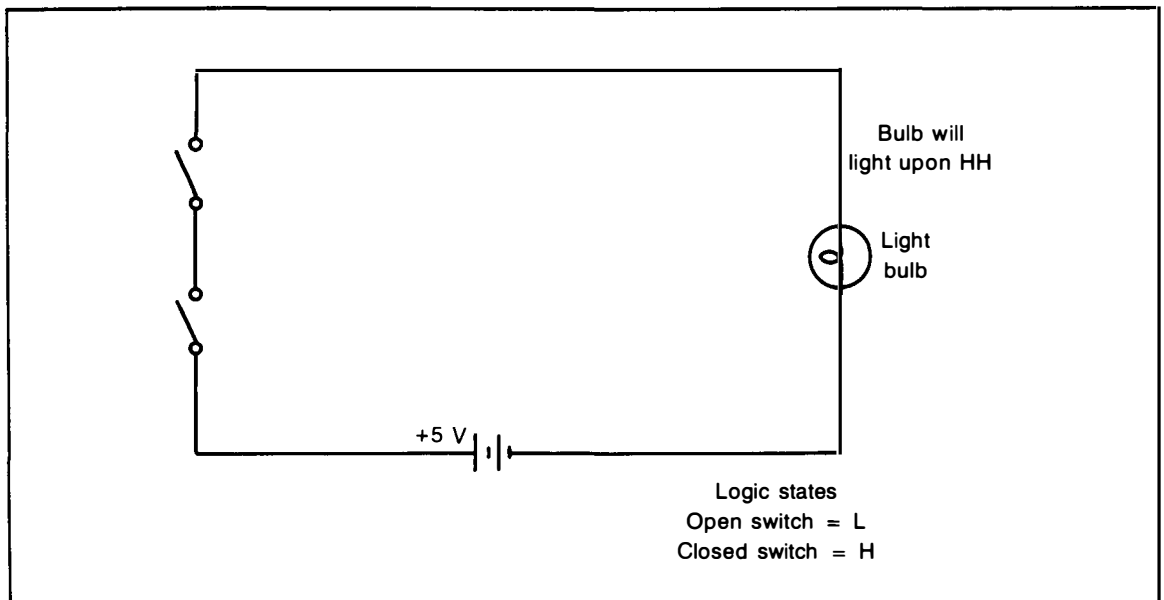 Bulb will
light upon HH
Light
bulb
+5 V
Logic states
Open switch = L
Closed switch = H